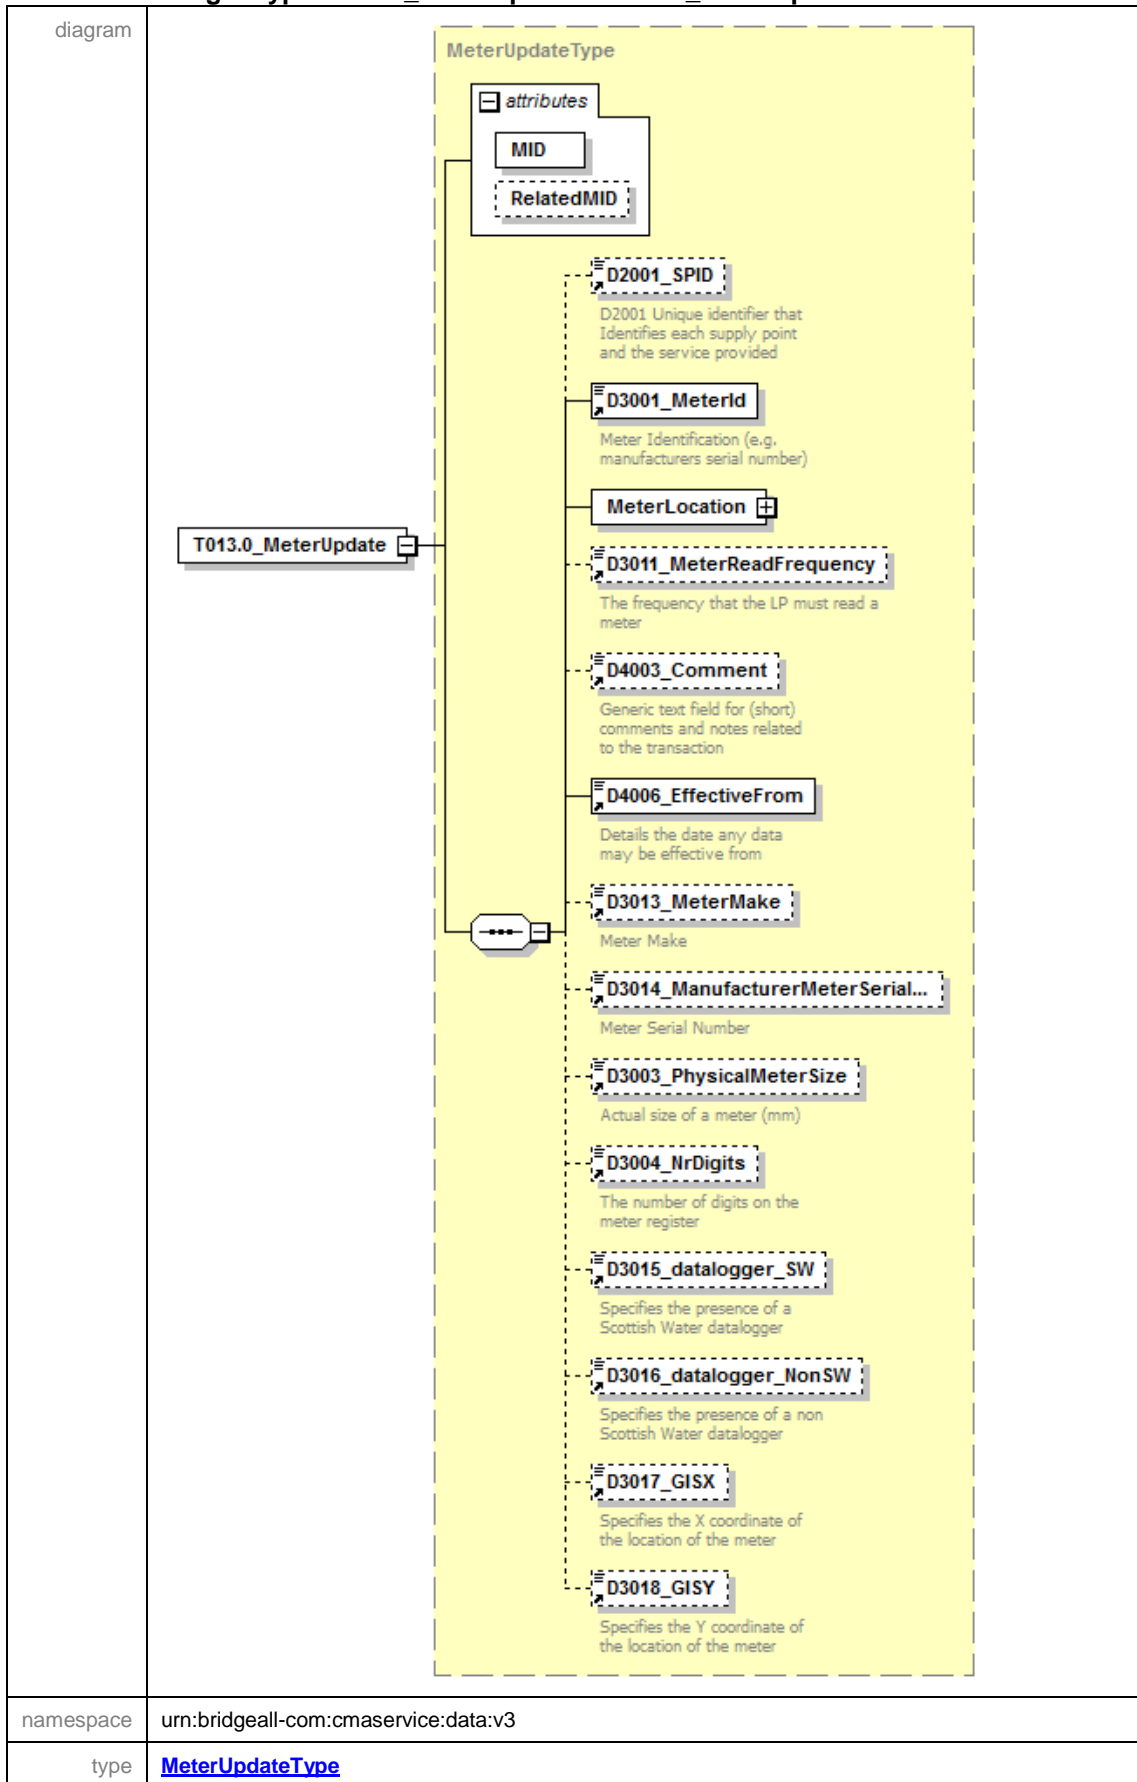 diagram
MeterUpdateType
attributes
MID
RelatedMID
D2001_SPID
D2001 Unique identifier that
Identifies each supply point
and the service provided
D3001_MeterId
Meter Identification (e.g.
manufacturers serial number)
MeterLocation
T013.0_MeterUpdate
D3011_MeterReadFrequency
The frequency that the LP must read a
meter
D4003_Comment
Generic text field for (short)
comments and notes related
to the transaction
D4006_EffectiveFrom
Details the date any data
may be effective from
D3013_MeterMake
Meter Make
D3014_ManufacturerMeterSerial...
Meter Serial Number
D3003_PhysicalMeterSize
Actual size of a meter (mm)
D3004_NrDigits
The number of digits on the
meter register
D3015_datalogger_SW
Specifies the presence of a
Scottish Water datalogger
D3016_datalogger_NonSW
Specifies the presence of a non
Scottish Water datalogger
D3017_GISX
Specifies the X coordinate of
the location of the meter
D3018_GISY
Specifies the Y coordinate of
the location of the meter
namespace
urn:bridgeall-com:cmaservice:data:v3
type
MeterUpdateType